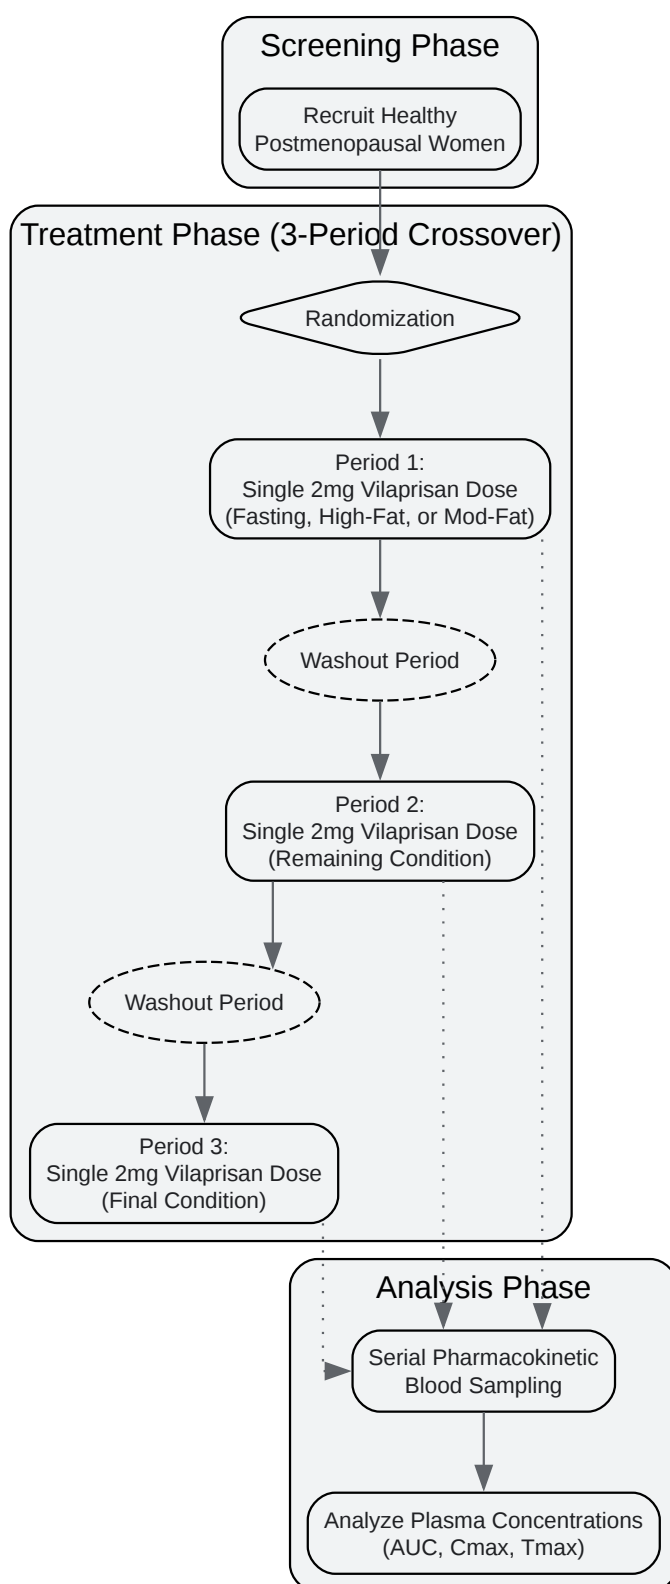 Screening Phase
Recruit Healthy
Postmenopausal Women
Treatment Phase (3-Period Crossover)
Randomization
Period 1:
Single 2mg Vilaprisan Dose
(Fasting, High-Fat, or Mod-Fat)
Washout Period
Period 2:
Single 2mg Vilaprisan Dose
(Remaining Condition)
Washout Period
Period 3:
Single 2mg Vilaprisan Dose
(Final Condition)
Analysis Phase
Serial Pharmacokinetic
Blood Sampling
Analyze Plasma Concentrations
(AUC, Cmax, Tmax)